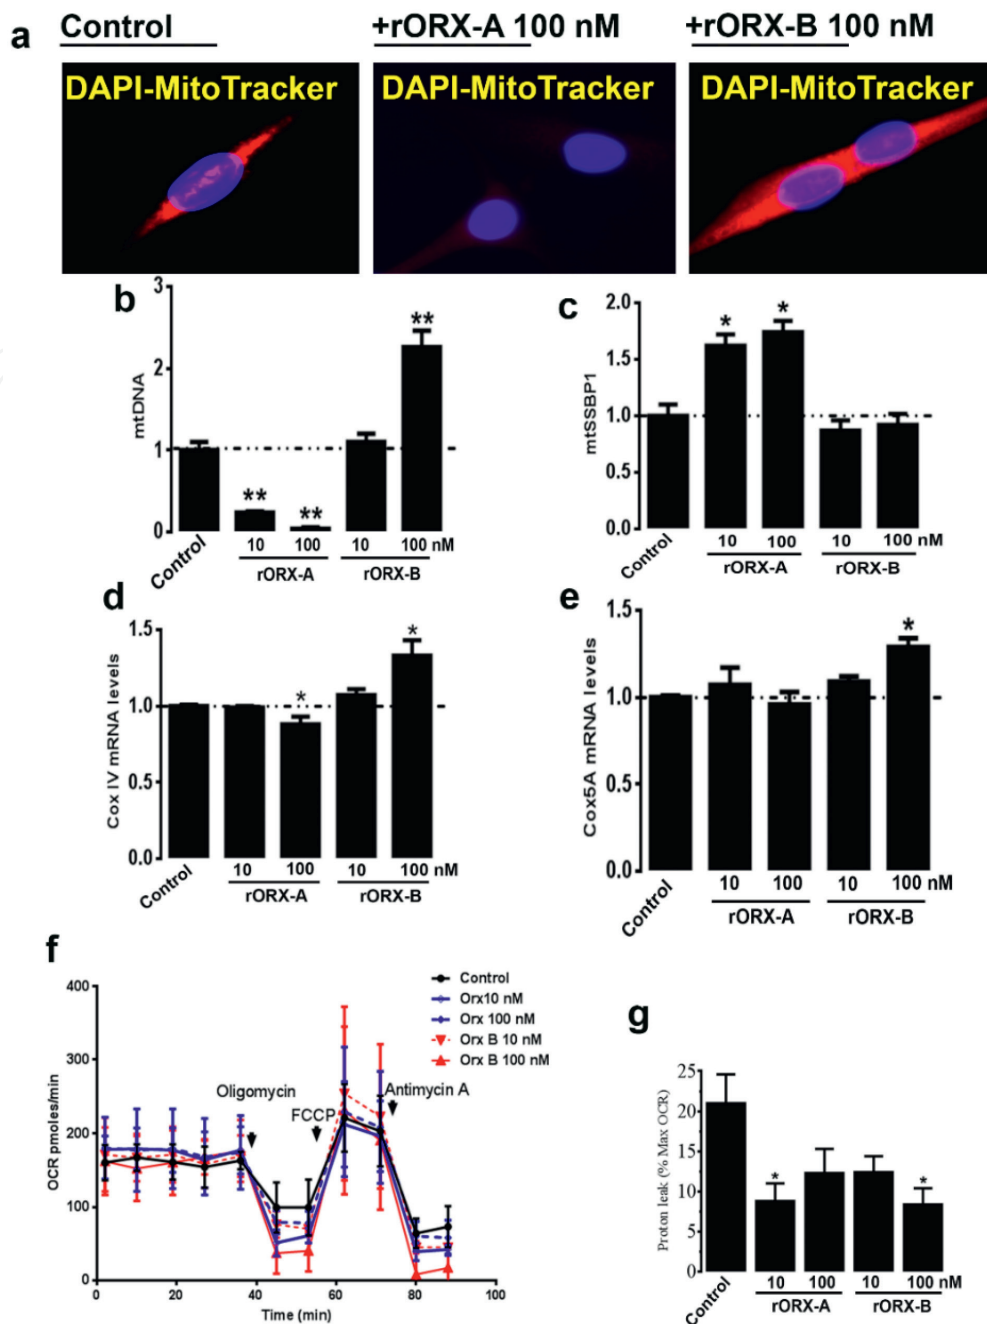 a
Control
+rORX-A 100 nM
+rORX-B 100 nM
DAPI-MitoTracker
DAPI-MitoTracker
DAPI-MitoTracker
b
mtDNA
3
2
1
0
**
**
**
Control
10
100
10
100 nM
rORX-A
rORX-B
c
mtSSBP1
2.0
1.5
1.0
0.5
0.0
*
*
Control
10
100
10
100 nM
rORX-A
rORX-B
d
Cox IV mRNA levels
1.5
1.0
0.5
0.0
*
*
Control
10
100
10
100 nM
rORX-A
rORX-B
e
Cox5A mRNA levels
1.5
1.0
0.5
0.0
*
Control
10
100
10
100 nM
rORX-A
rORX-B
f
OCR pmoles/min
400
300
200
100
0
0
20
40
60
80
100
Time (min)
Oligomycin
FCCP
Antimycin A
Control
Orx10 nM
Orx 100 nM
Orx B 10 nM
Orx B 100 nM
g
Proton leak (% Max OCR)
25
20
15
10
5
0
*
*
Control
10
100
10
100 nM
rORX-A
rORX-B